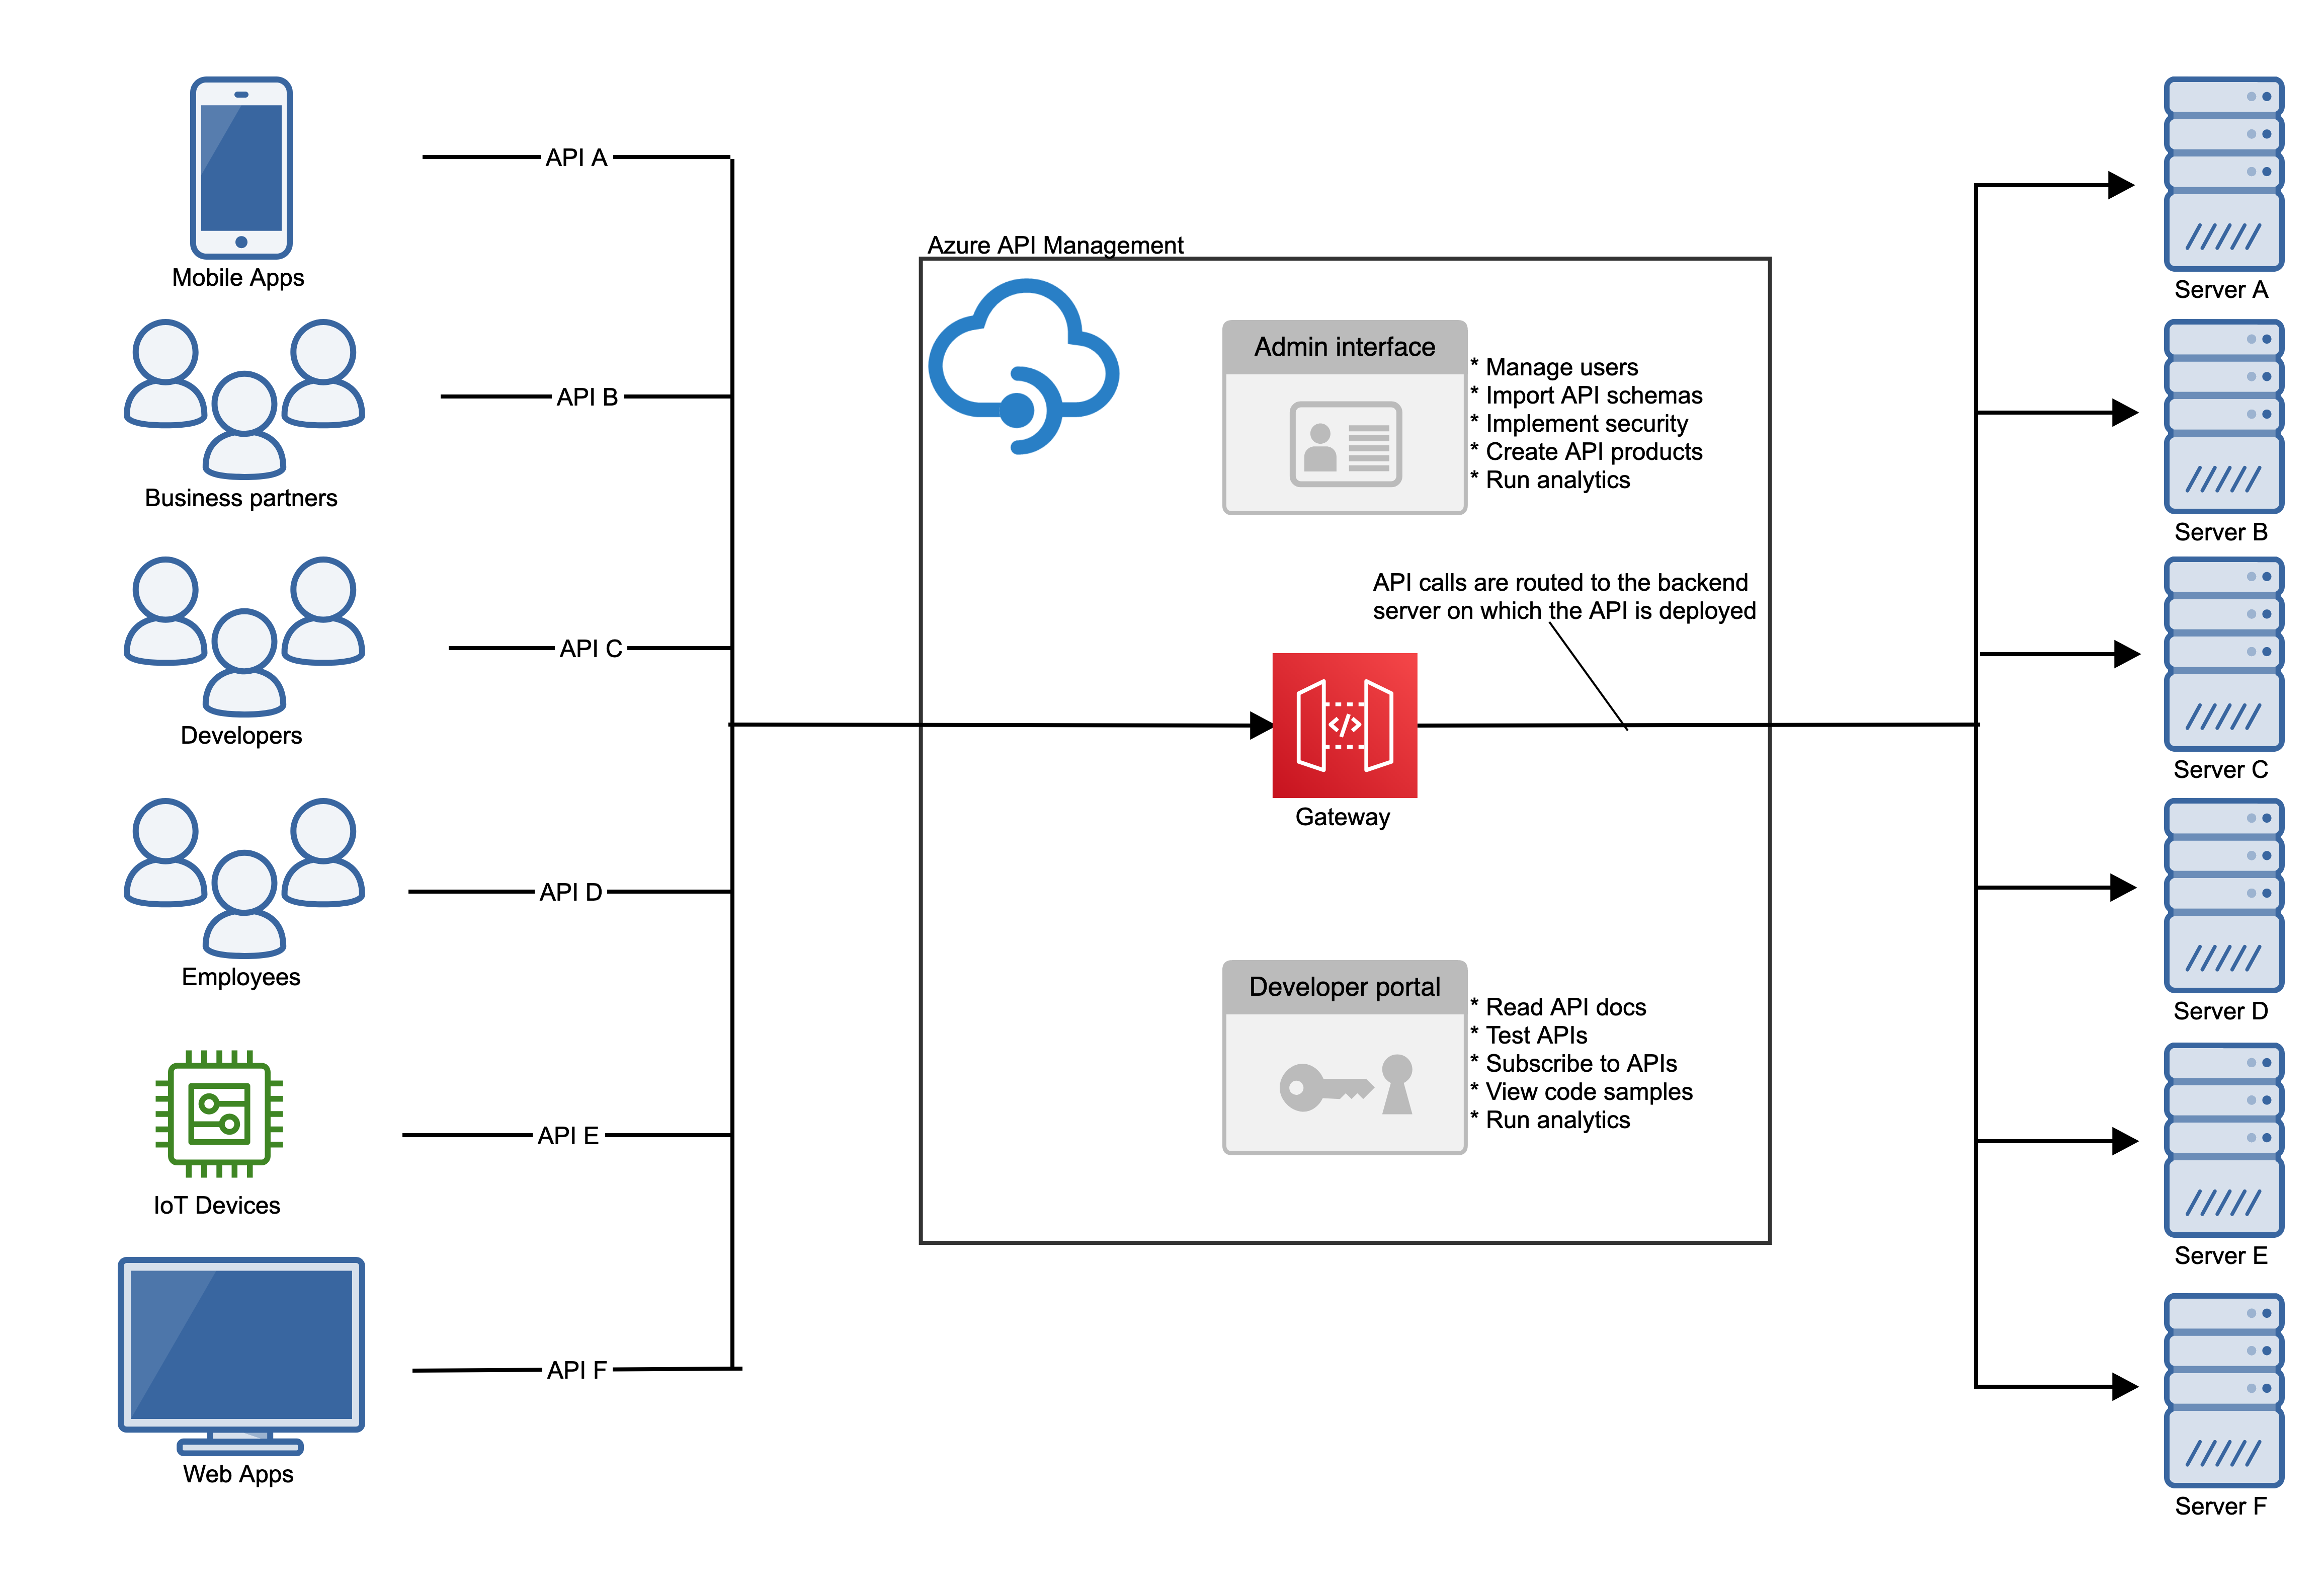 Mobile Apps
Business partners
Developers
Employees
IoT Devices
Web Apps
API A
API B
API C
API D
API E
API F
Azure API Management
Admin interface
* Manage users
* Import API schemas
* Implement security
* Create API products
* Run analytics
API calls are routed to the backend
server on which the API is deployed
</>
Gateway
Developer portal
* Read API docs
* Test APIs
* Subscribe to APIs
* View code samples
* Run analytics
Server A
Server B
Server C
Server D
Server E
Server F